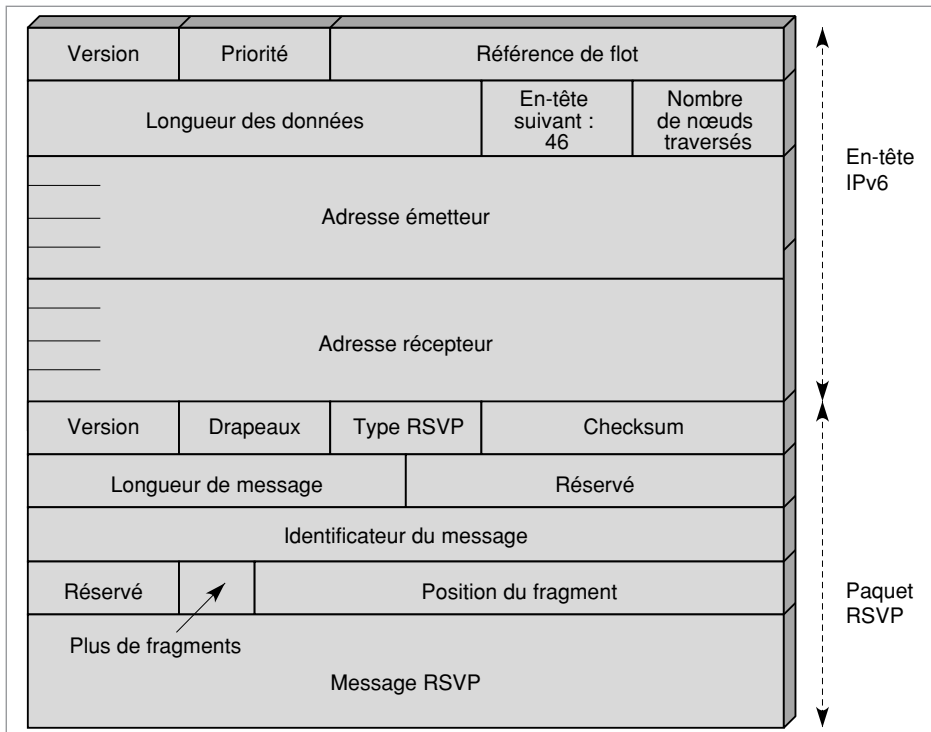 Version
Priorité
Référence de flot
Longueur des données
En-tête
suivant :
46
Nombre
de nœuds
traversés
Adresse émetteur
En-tête
IPv6
Adresse récepteur
Version
Drapeaux
Type RSVP
Checksum
Longueur de message
Réservé
Identificateur du message
Réservé
Position du fragment
Plus de fragments
Paquet
RSVP
Message RSVP